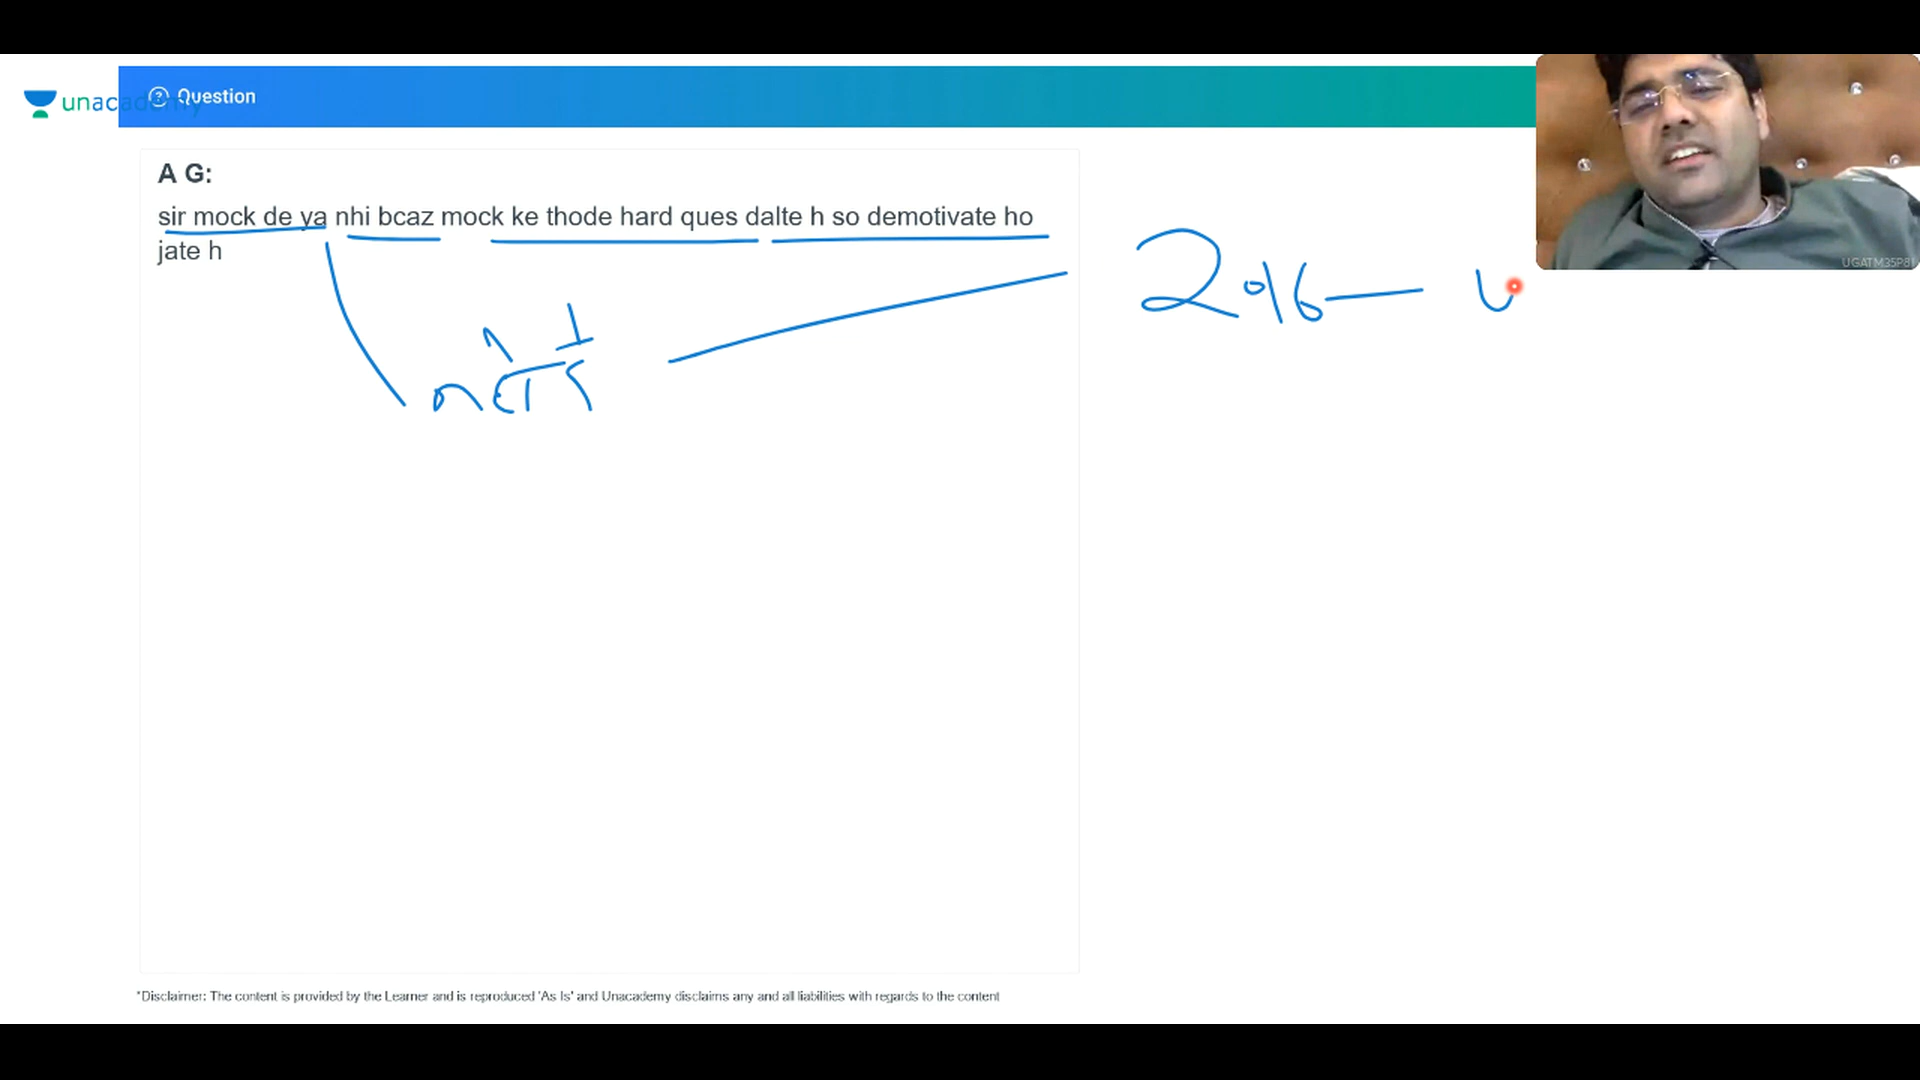 unacademy
Question
A G:
sir mock de ya nhi bcaz mock ke thode hard ques dalte h so demotivate ho
jate h
2016 —
UGATM35P81
*Disclaimer: The content is provided by the Learner and is reproduced 'As Is' and Unacademy disclaims any and all liabilities with regards to the content